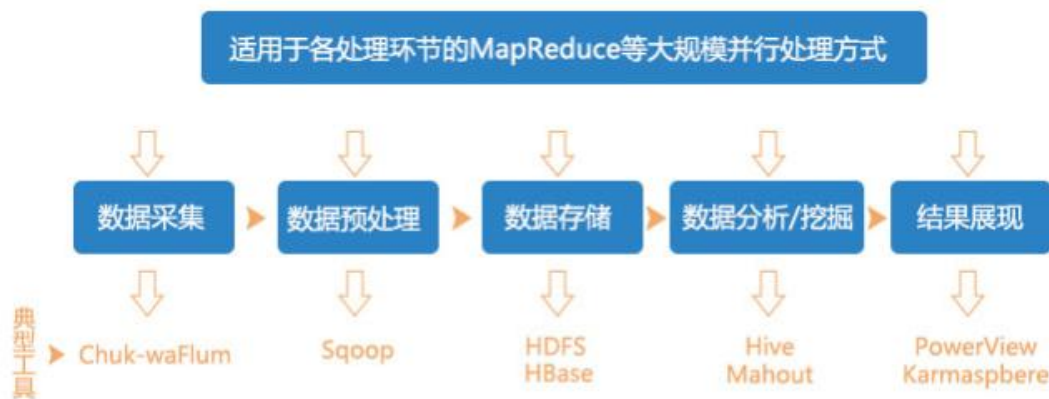 适用于各处理环节的MapReduce等大规模并行处理方式
数据采集
数据预处理
数据存储
数据分析/挖掘
结果展现
典型工具
Chuk-waFlum
Sqoop
HDFS
HBase
Hive
Mahout
PowerView
Karmaspbere